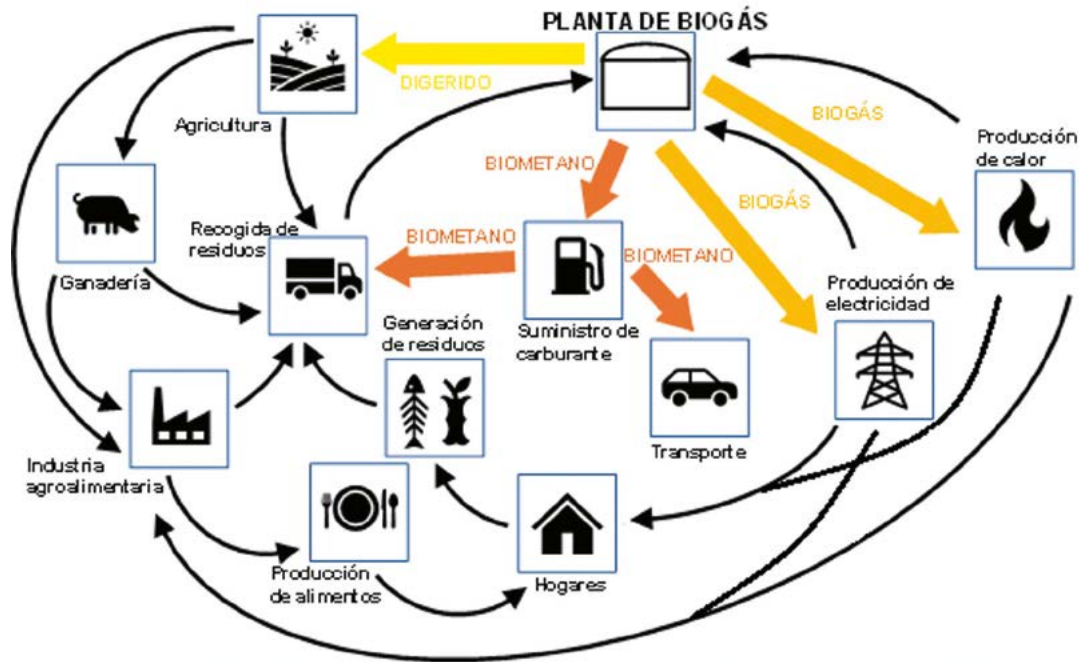 PLANTA DE BIOGÁS
DIGERIDO
Agricultura
BIOGÁS
Producción
de calor
BIOMETANO
BIOGÁS
Recogida de
residuos
BIOMETANO
BIOMETANO
Ganadería
Producción de
electricidad
Generación
de residuos
Suministro de
carburante
Transporte
Industria
agroalimentaria
Producción
de alimentos
Hogares